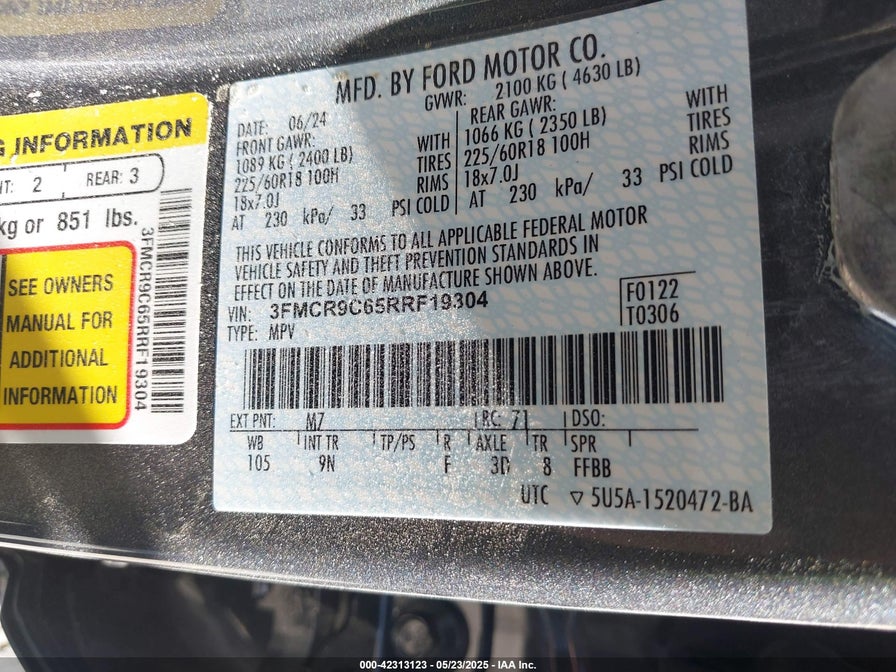 G INFORMATION
NT: 2 REAR: 3
kg or 851 lbs.
SEE OWNERS
MANUAL FOR
ADDITIONAL
INFORMATION
3FMCR9C65RRF19304
MFD. BY FORD MOTOR CO.
GVWR: 2100 KG ( 4630 LB)
DATE: 06/24
FRONT GAWR: WITH
1089 KG ( 2400 LB) TIRES
225/60R18 100H RIMS
18x7.0J
AT 230 kPa/ 33 PSI COLD
REAR GAWR: WITH
1066 KG ( 2350 LB) TIRES
225/60R18 100H RIMS
18x7.0J
AT 230 kPa/ 33 PSI COLD
THIS VEHICLE CONFORMS TO ALL APPLICABLE FEDERAL MOTOR
VEHICLE SAFETY AND THEFT PREVENTION STANDARDS IN
EFFECT ON THE DATE OF MANUFACTURE SHOWN ABOVE.
VIN: 3FMCR9C65RRF19304
TYPE: MPV
F0122
T0306
EXT PNT: M7 RC: 71 DSO:
WB INT TR TP/PS R AXLE TR SPR
105 9N F 3D 8 FFBB
UTC ▽ 5U5A-1520472-BA
000-42313123 - 05/23/2025 - IAA Inc.